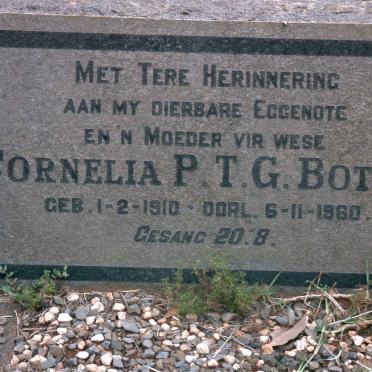 MET TERE HERINNERING
AAN MY DIERBARE EGGENOTE
EN 'N MOEDER VIR WESE
CORNELIA P. T. G. BOT
GEB. 1-2-1910 - OORL. 6-11-1960.
GESANG 20.8.